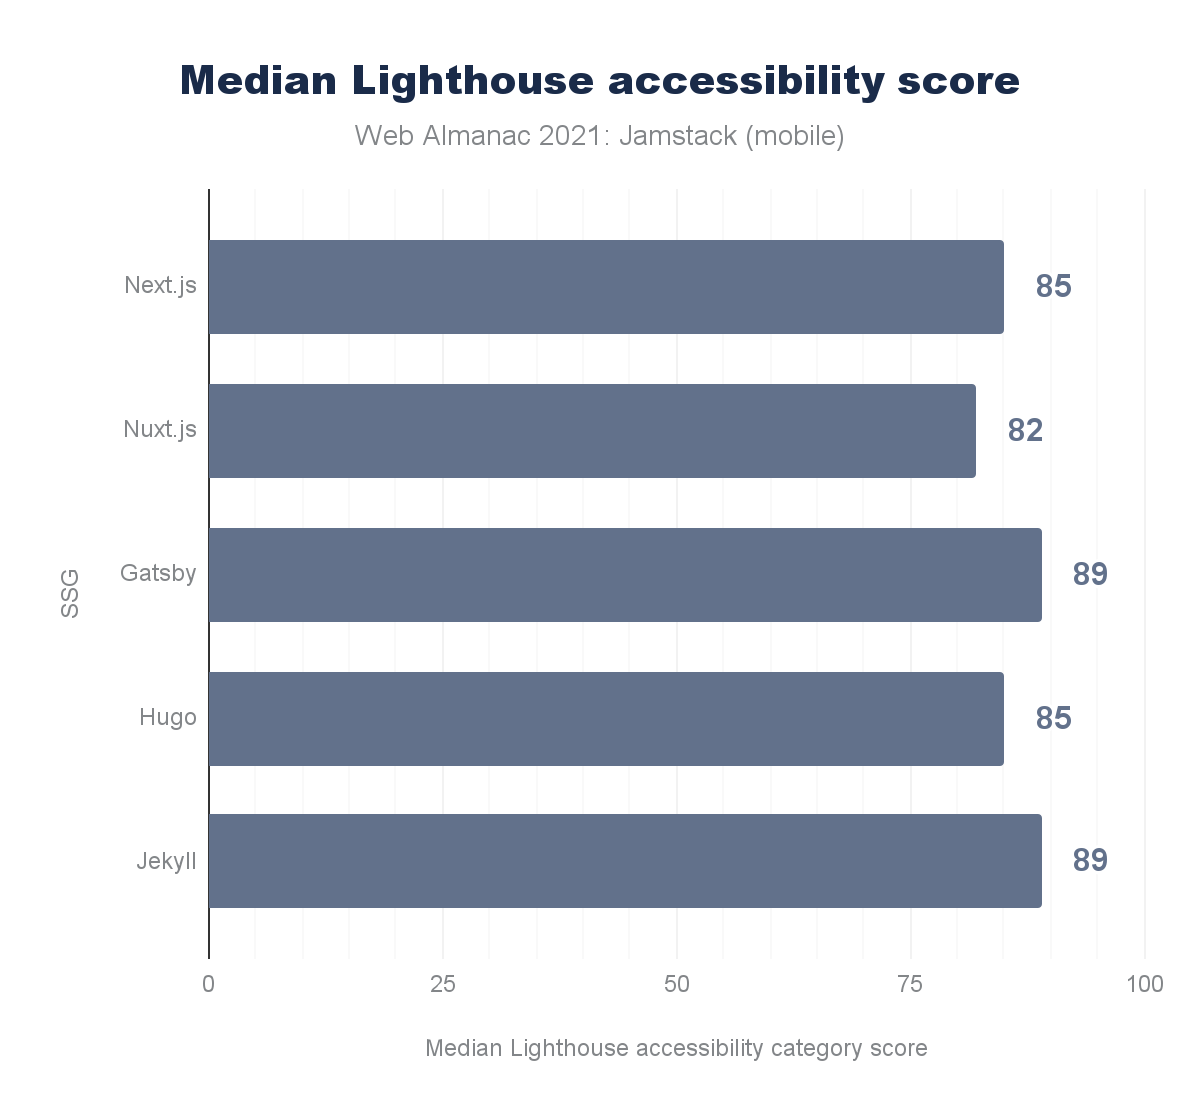 Median Lighthouse accessibility score
Web Almanac 2021: Jamstack (mobile)
SSG
Next.js 85
Nuxt.js 82
Gatsby 89
Hugo 85
Jekyll 89
0 25 50 75 100
Median Lighthouse accessibility category score